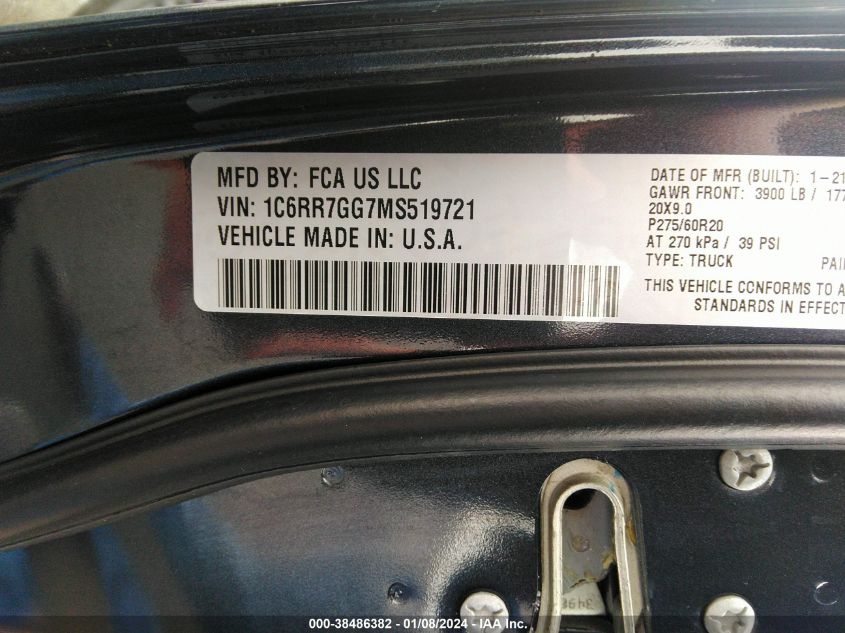 MFD BY: FCA US LLC
VIN: 1C6RR7GG7MS519721
VEHICLE MADE IN: U.S.A.
DATE OF MFR (BUILT): 1-21
GAWR FRONT: 3900 LB / 177
20X9.0
P275/60R20
AT 270 kPa / 39 PSI
TYPE: TRUCK PAI
THIS VEHICLE CONFORMS TO A
STANDARDS IN EFFECT
000-38486382 - 01/08/2024 - IAA Inc.